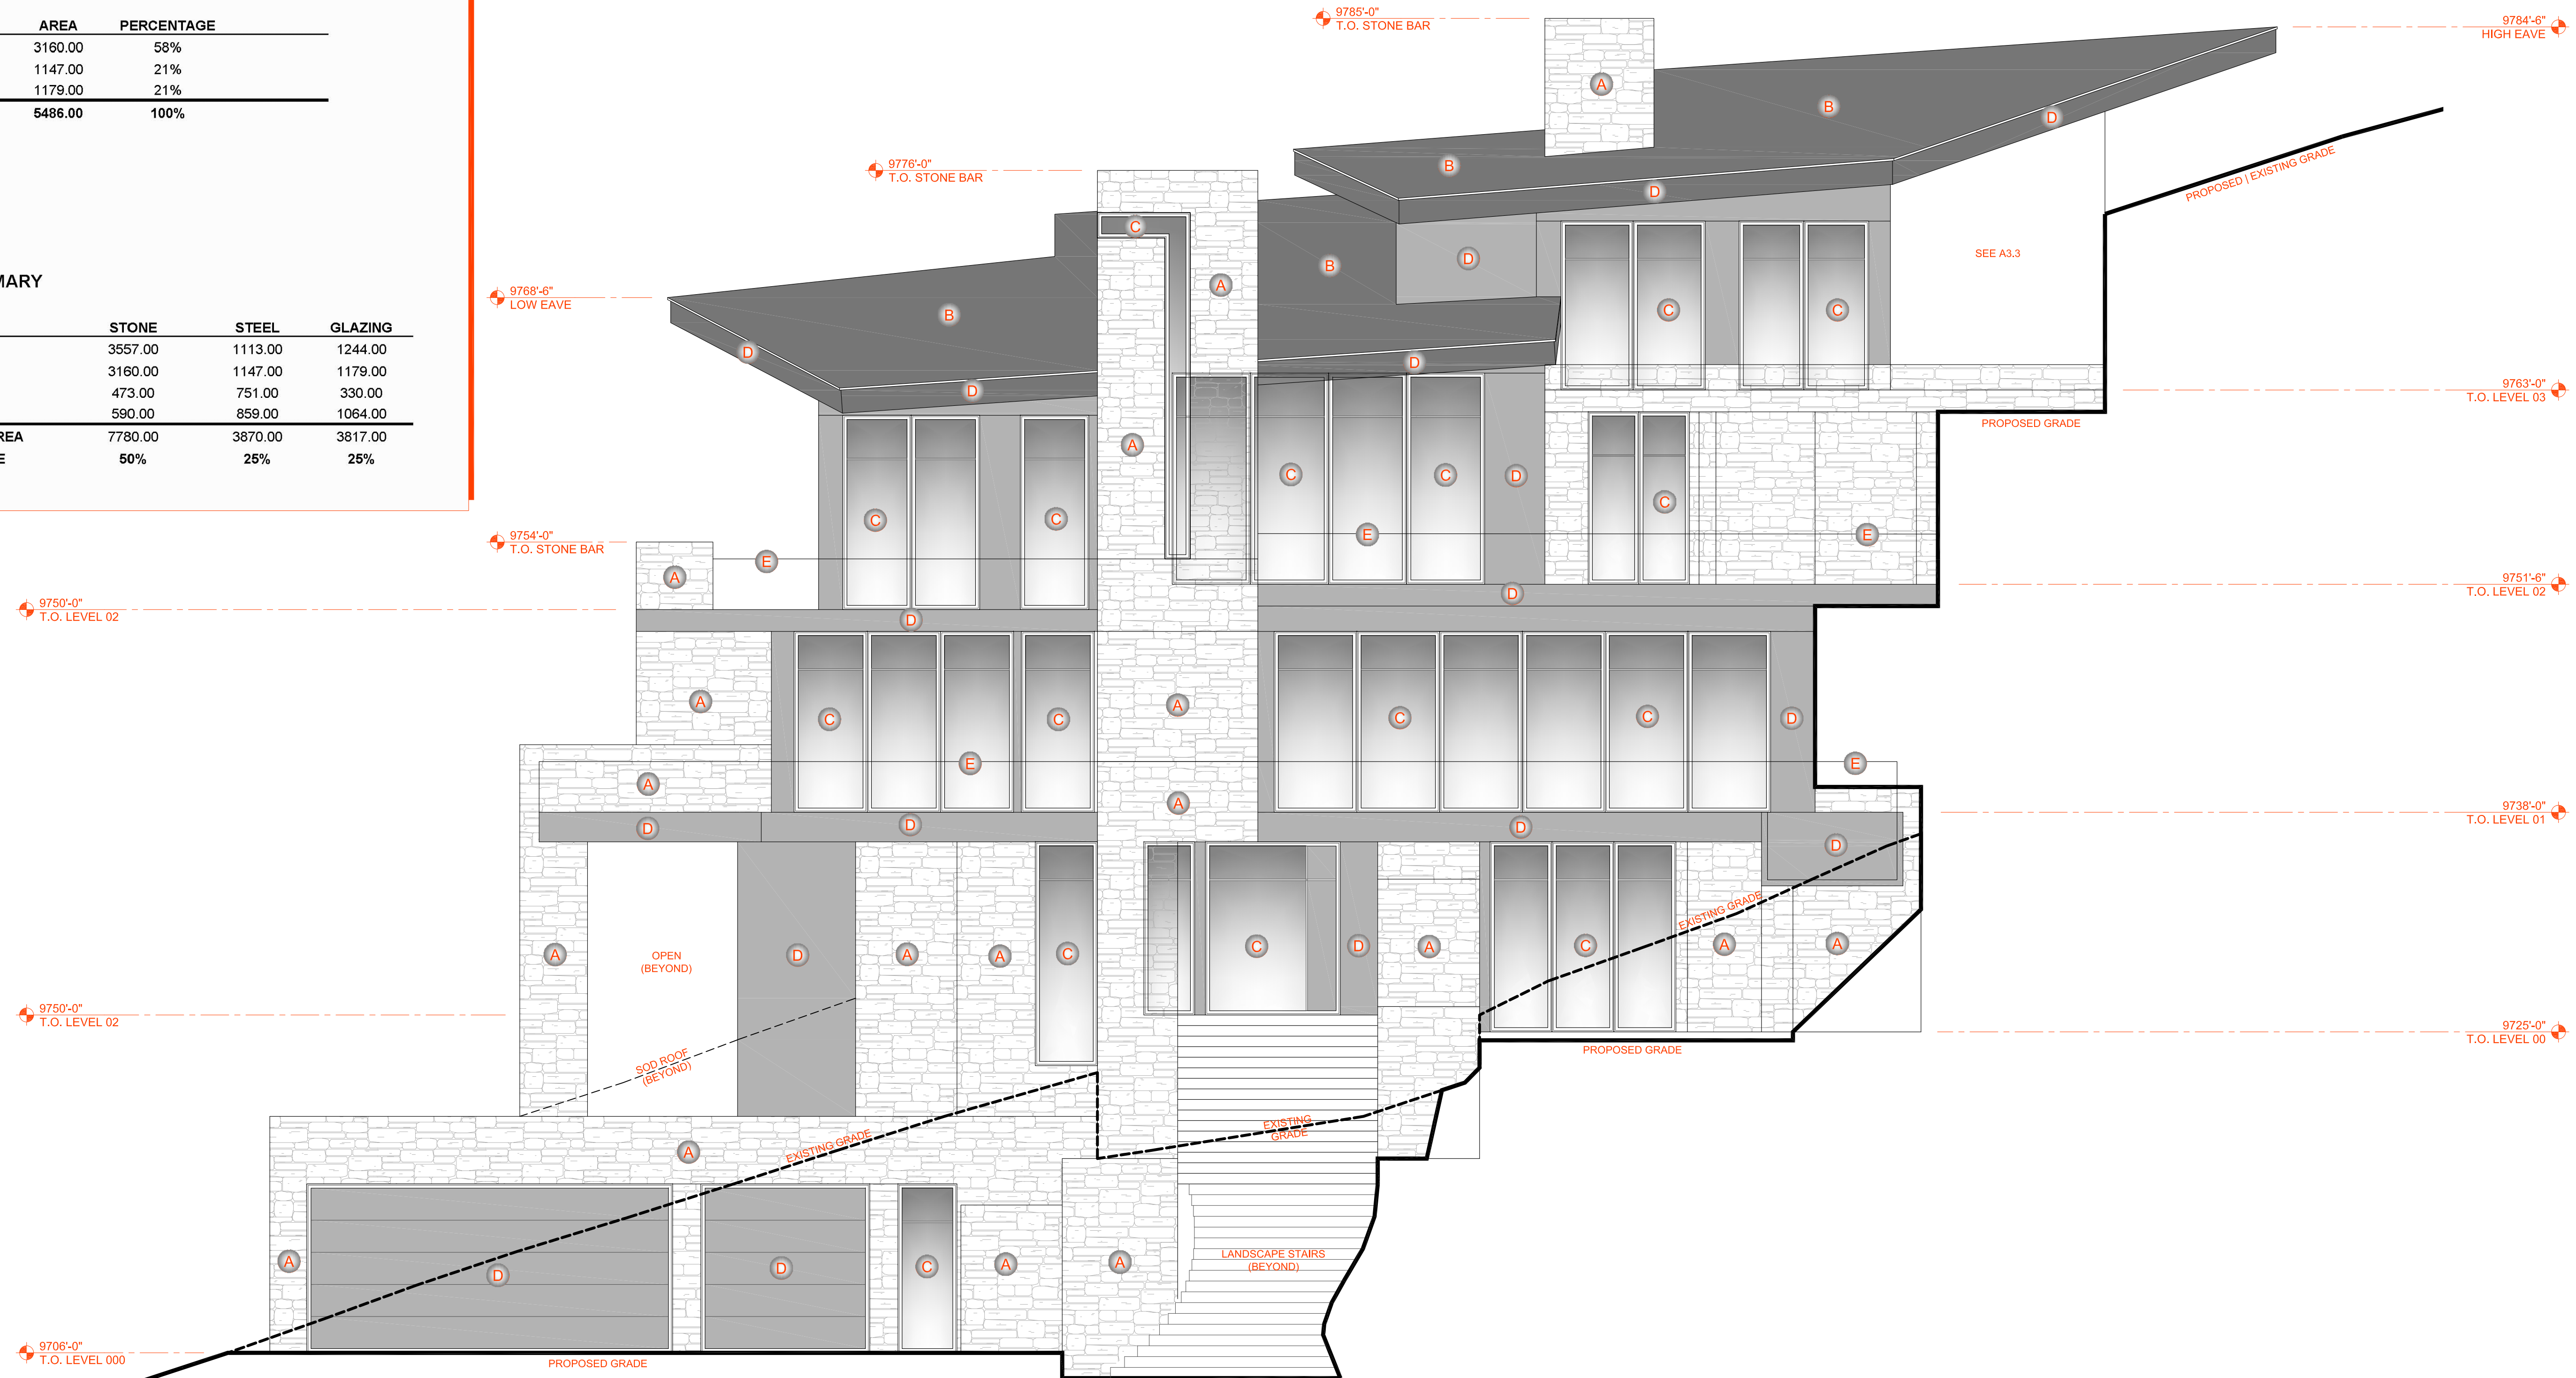 AREA PERCENTAGE
3160.00 58%
1147.00 21%
1179.00 21%
5486.00 100%
MARY
STONE STEEL GLAZING
3557.00 1113.00 1244.00
3160.00 1147.00 1179.00
473.00 751.00 330.00
590.00 859.00 1064.00
REA 7780.00 3870.00 3817.00
E 50% 25% 25%
9785'-0"
T.O. STONE BAR
9784'-6"
HIGH EAVE
A
B
D
9776'-0"
T.O. STONE BAR
B
PROPOSED | EXISTING GRADE
D
C
D
SEE A3.3
B
A
9768'-6"
LOW EAVE
B
C
C
D
D
D
9763'-0"
T.O. LEVEL 03
PROPOSED GRADE
A
C
C
D
C
C
C
E
E
9754'-0"
T.O. STONE BAR
E
A
9751'-6"
T.O. LEVEL 02
D
9750'-0"
T.O. LEVEL 02
D
A
A
C
C
C
C
D
E
E
A
A
9738'-0"
T.O. LEVEL 01
D
D
D
D
EXISTING GRADE
A
OPEN
(BEYOND)
D
A
A
C
C
D
A
C
A
A
9750'-0"
T.O. LEVEL 02
9725'-0"
T.O. LEVEL 00
PROPOSED GRADE
SOD ROOF
(BEYOND)
EXISTING
GRADE
EXISTING GRADE
A
A
D
D
C
A
A
LANDSCAPE STAIRS
(BEYOND)
9706'-0"
T.O. LEVEL 000
PROPOSED GRADE